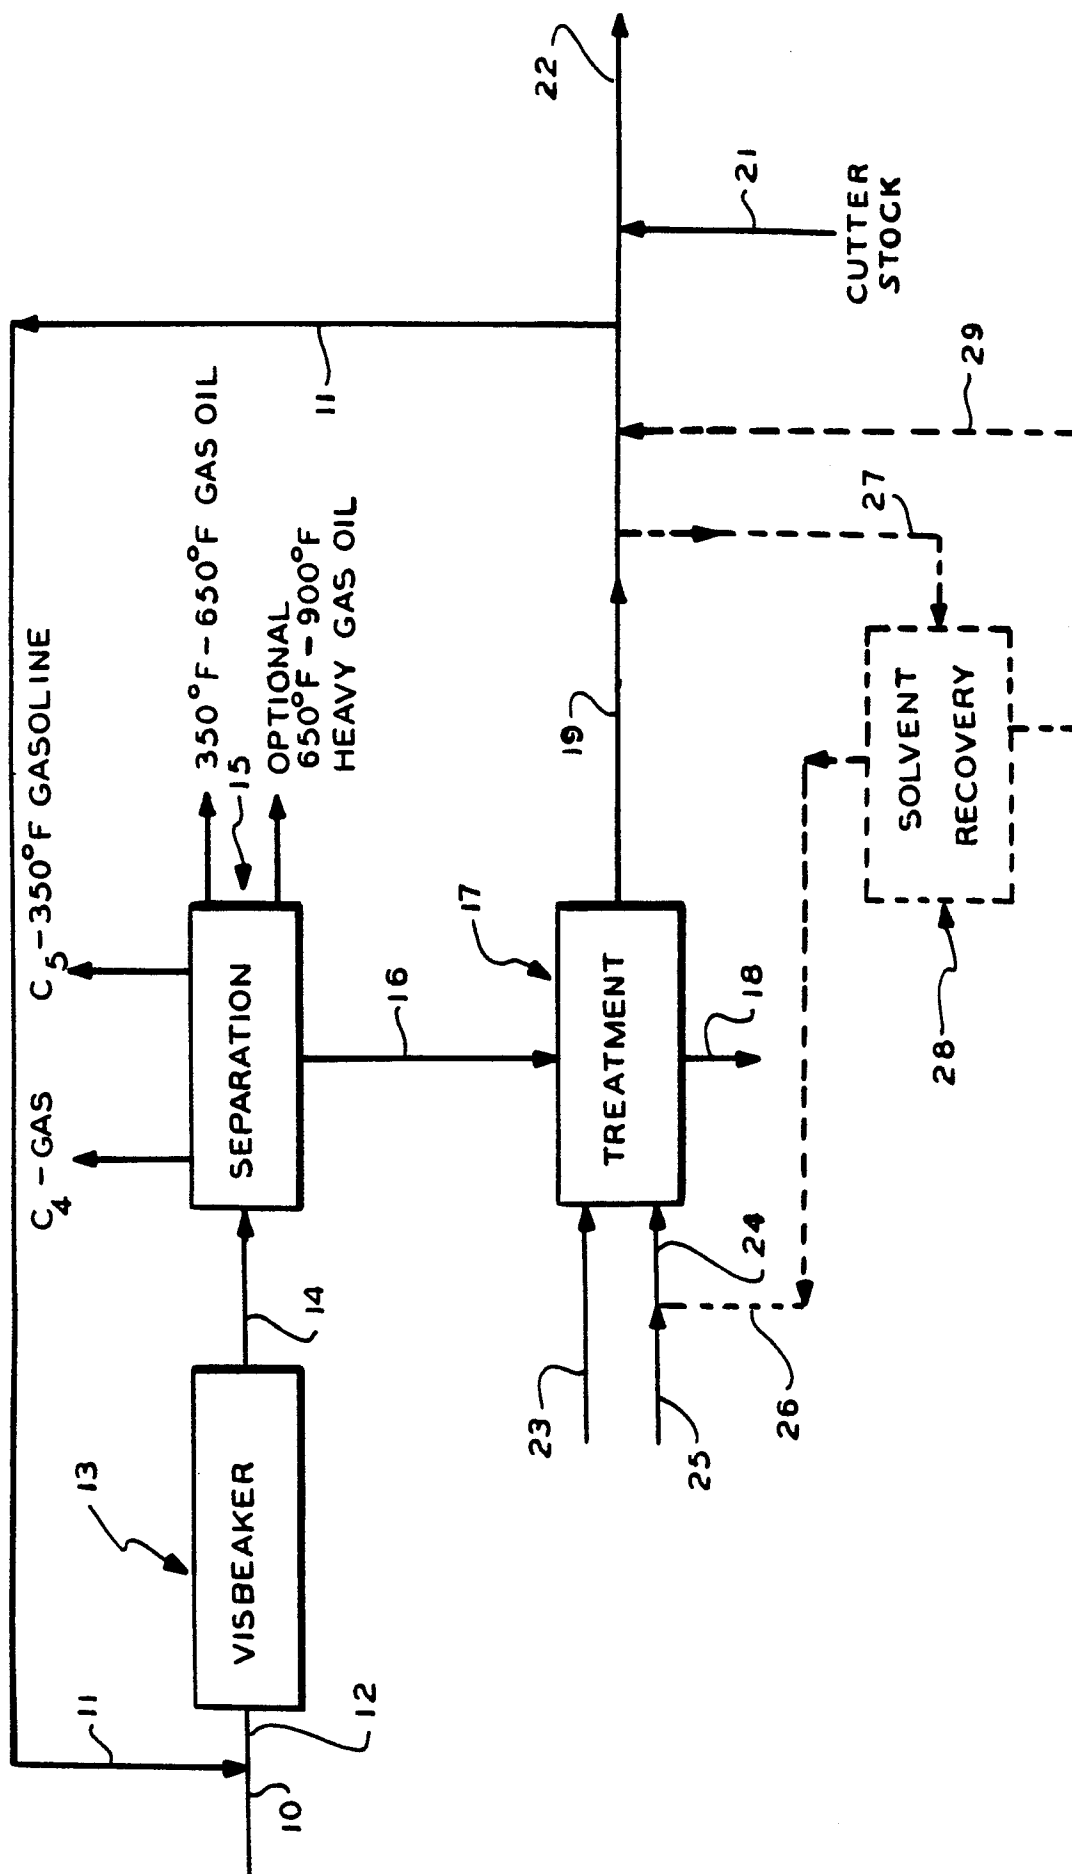 C5-350°F GASOLINE
C4-GAS
350°F-650°F GAS OIL
15
OPTIONAL
650°F-900°F
HEAVY GAS OIL
11
13
VISBEAKER
10
12
14
SEPARATION
16
11
22
21
CUTTER
STOCK
17
TREATMENT
18
19
23
24
25
26
27
SOLVENT
RECOVERY
28
29